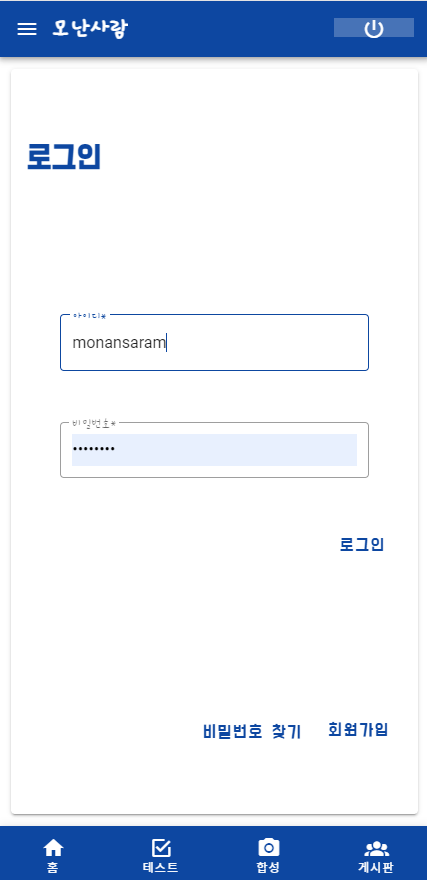 모난사람
로그인
아이디*
monansaram
비밀번호*
••••••••
로그인
비밀번호 찾기 회원가입
홈 테스트 합성 게시판